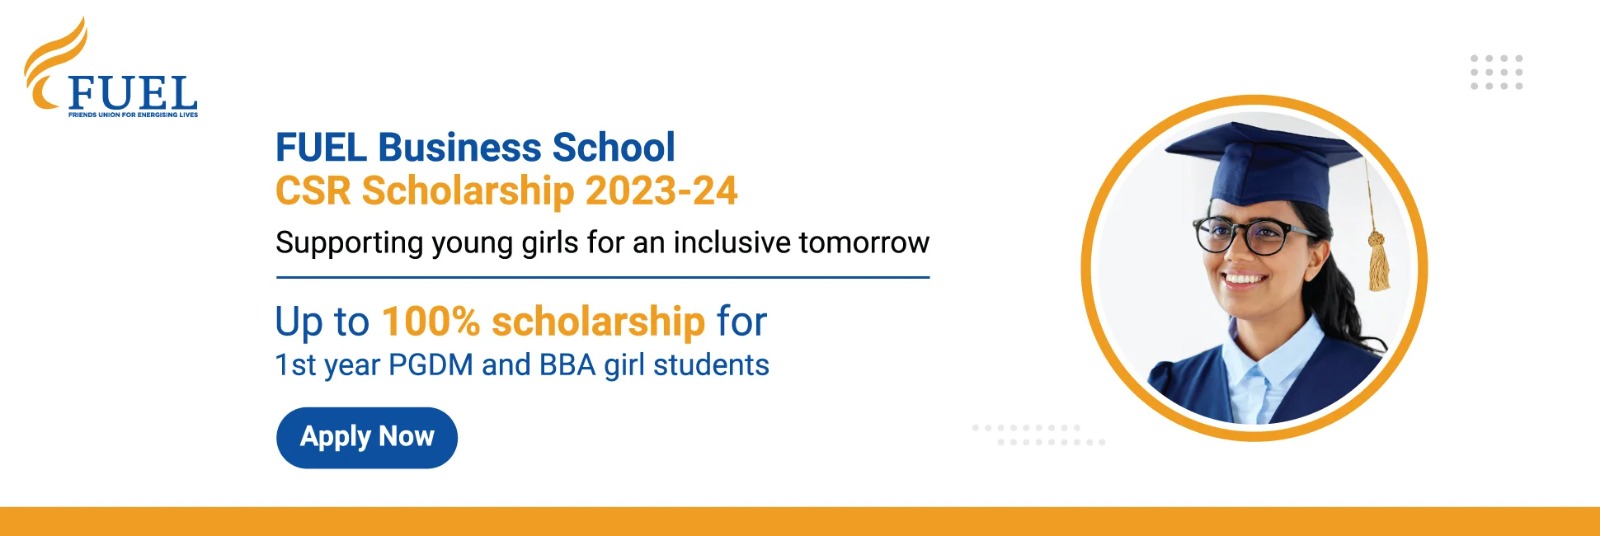 FUEL
FRIENDS UNION FOR ENERGISING LIVES
FUEL Business School
CSR Scholarship 2023-24
Supporting young girls for an inclusive tomorrow
Up to 100% scholarship for
1st year PGDM and BBA girl students
Apply Now